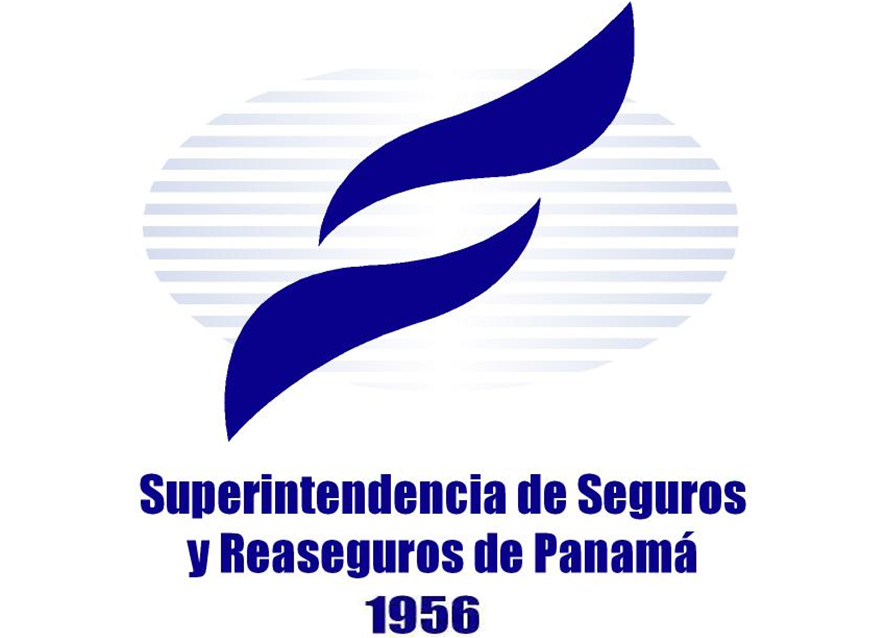 Superintendencia de Seguros
y Reaseguros de Panamá
1956